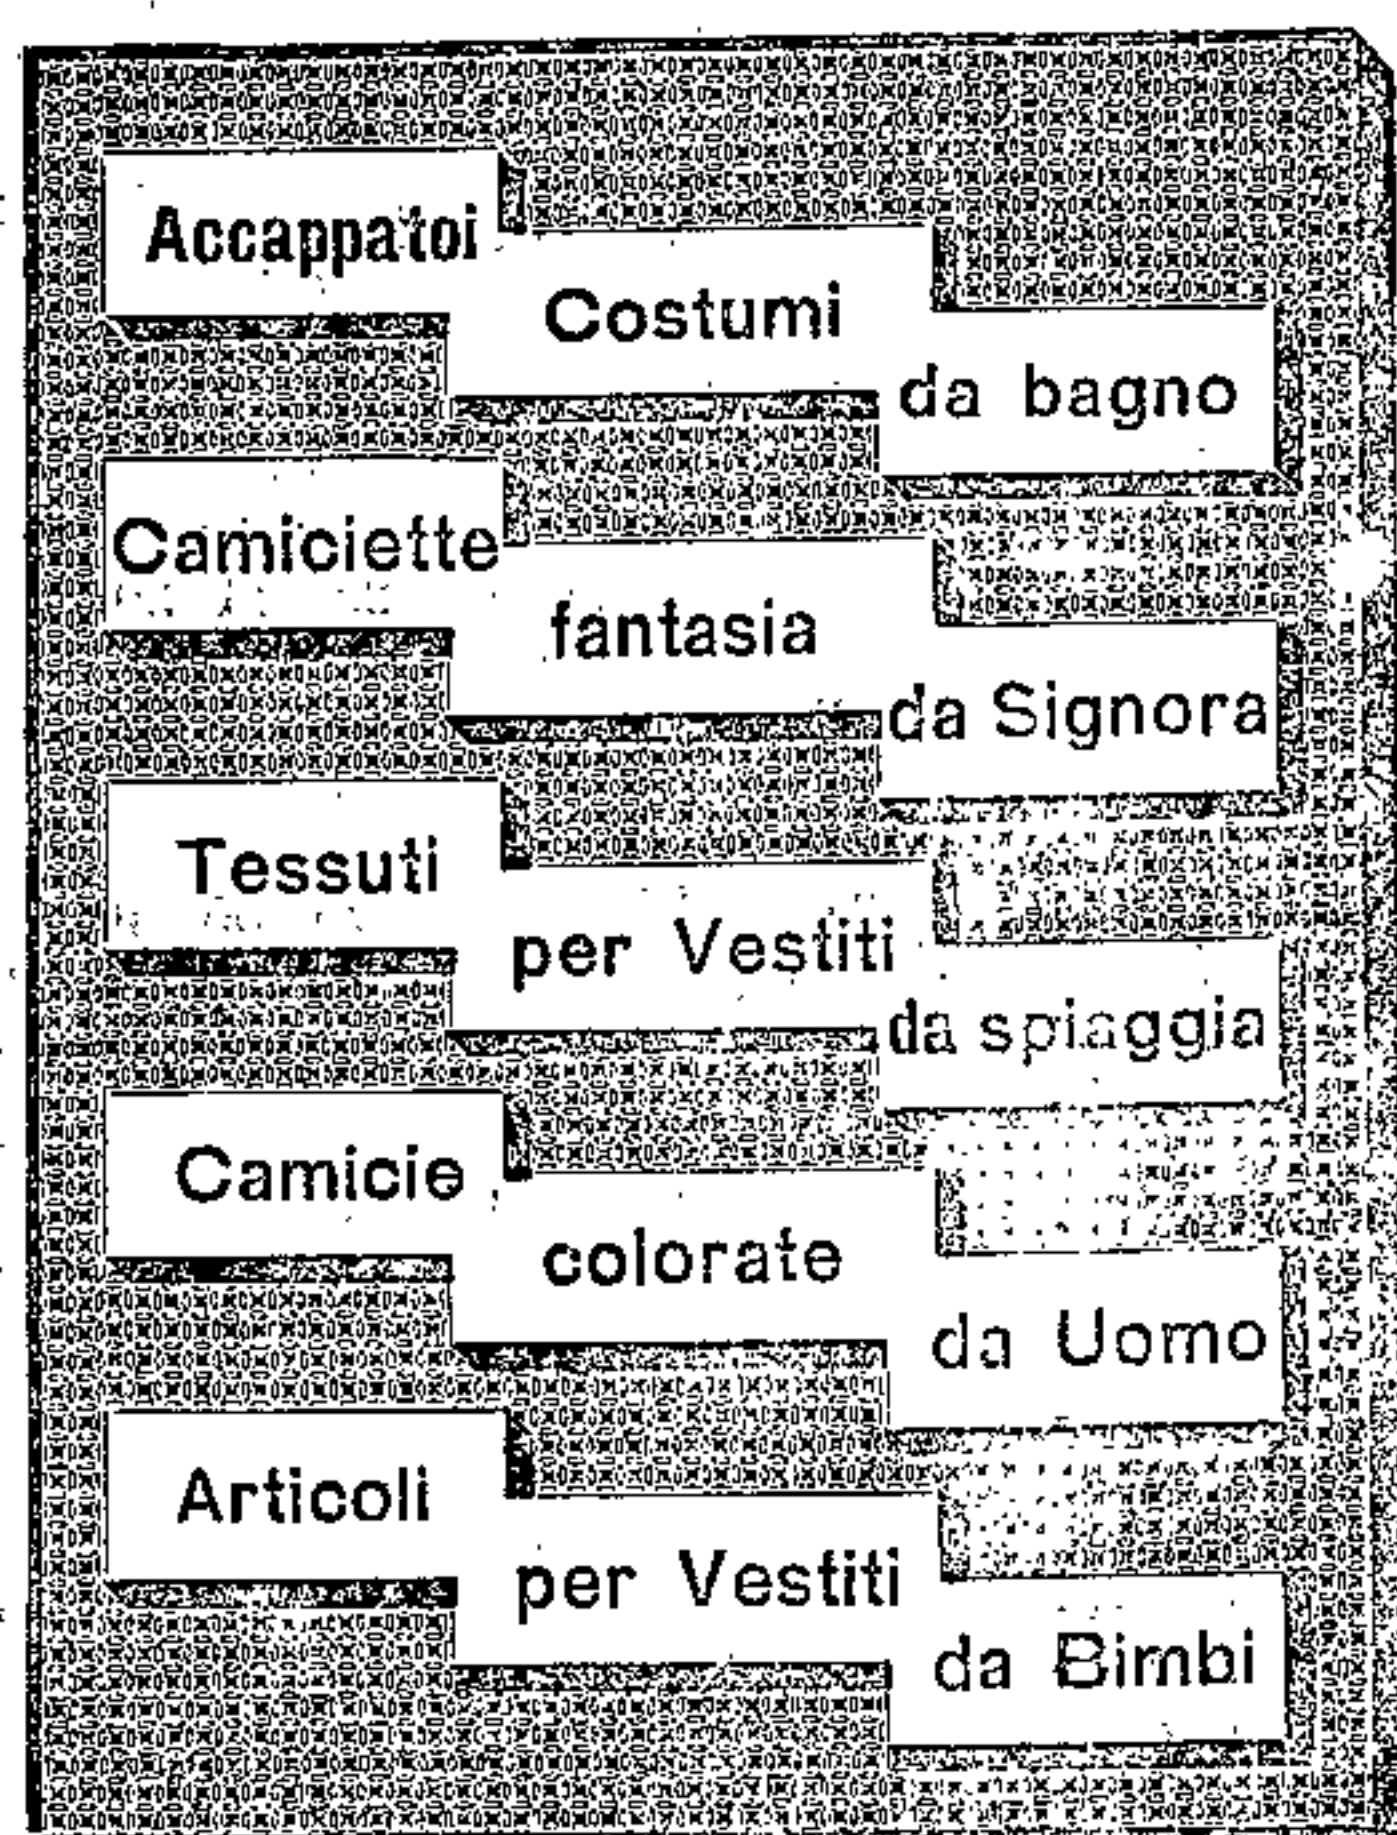 Accappatoi
Costumi
da bagno
Camiciette
fantasia
da Signora
Tessuti
per Vestiti
da spiaggia
Camicie
colorate
da Uomo
Articoli
per Vestiti
da Bimbi